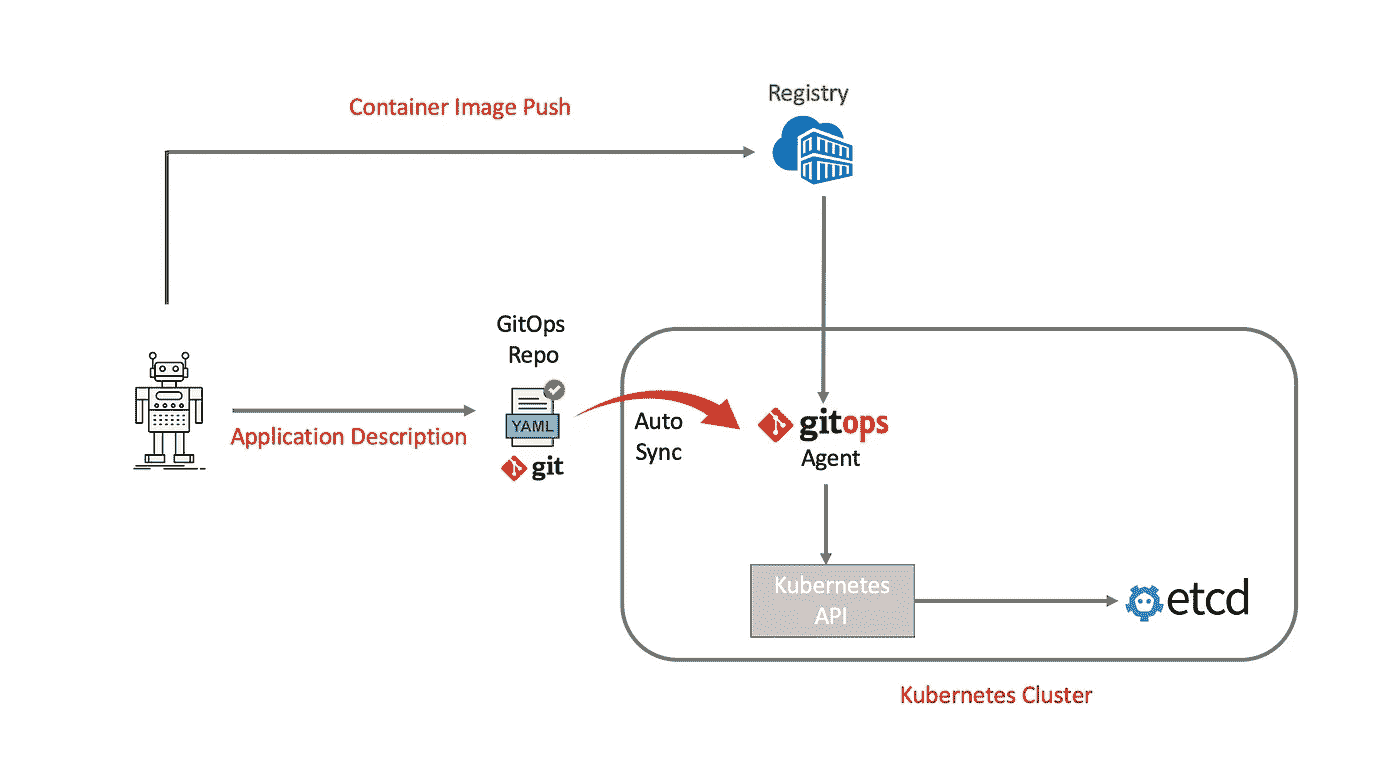 Registry
Container Image Push
GitOps
Repo
YAML
git
Application Description
Auto
Sync
gitops
Agent
Kubernetes
API
etcd
Kubernetes Cluster